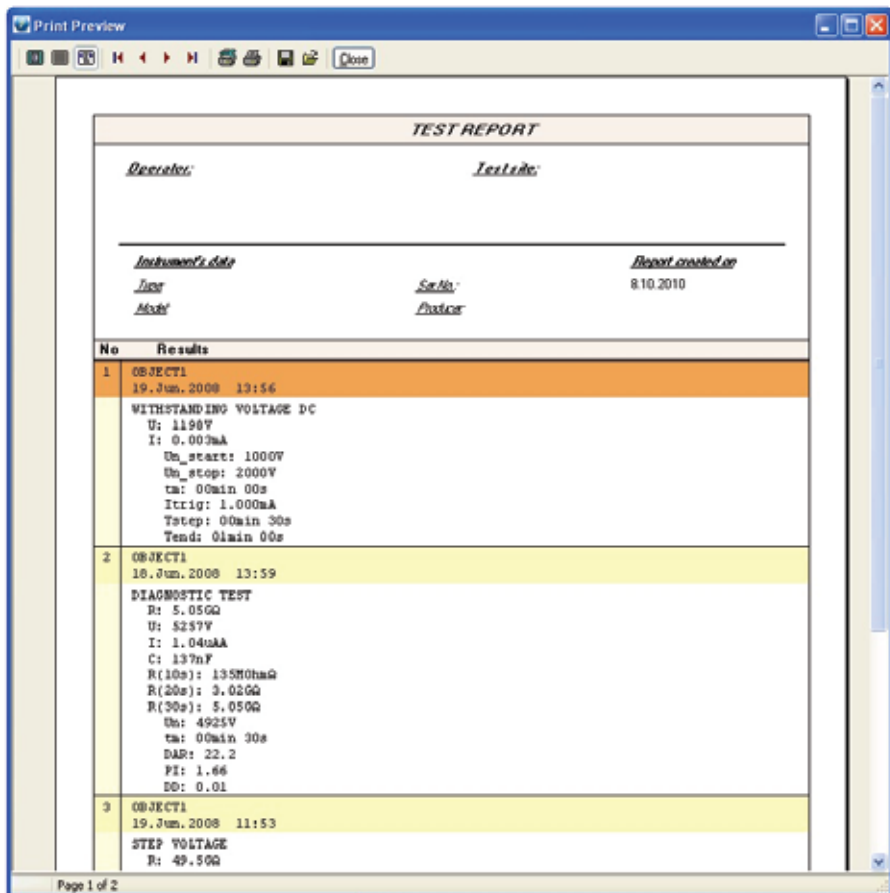 Print Preview
Close
TEST REPORT
Operator: Test site:
Instrument's data Report created on
Type Ser.No.: 8.10.2010
Model Producer
No Results
1 OBJECT1
19.Jun.2008 13:56
WITHSTANDING VOLTAGE DC
U: 1198V
I: 0.003mA
Un_start: 1000V
Un_stop: 2000V
tm: 00min 00s
Itrig: 1.000mA
Tstep: 00min 30s
Tend: 01min 00s
2 OBJECT1
18.Jun.2008 13:59
DIAGNOSTIC TEST
R: 5.05GΩ
U: 5257V
I: 1.04uAA
C: 137nF
R(10s): 135MOhmΩ
R(20s): 3.02GΩ
R(30s): 5.05GΩ
Un: 4925V
tm: 00min 30s
DAR: 22.2
PI: 1.66
DD: 0.01
3 OBJECT1
19.Jun.2008 11:53
STEP VOLTAGE
R: 49.5GΩ
Page 1 of 2